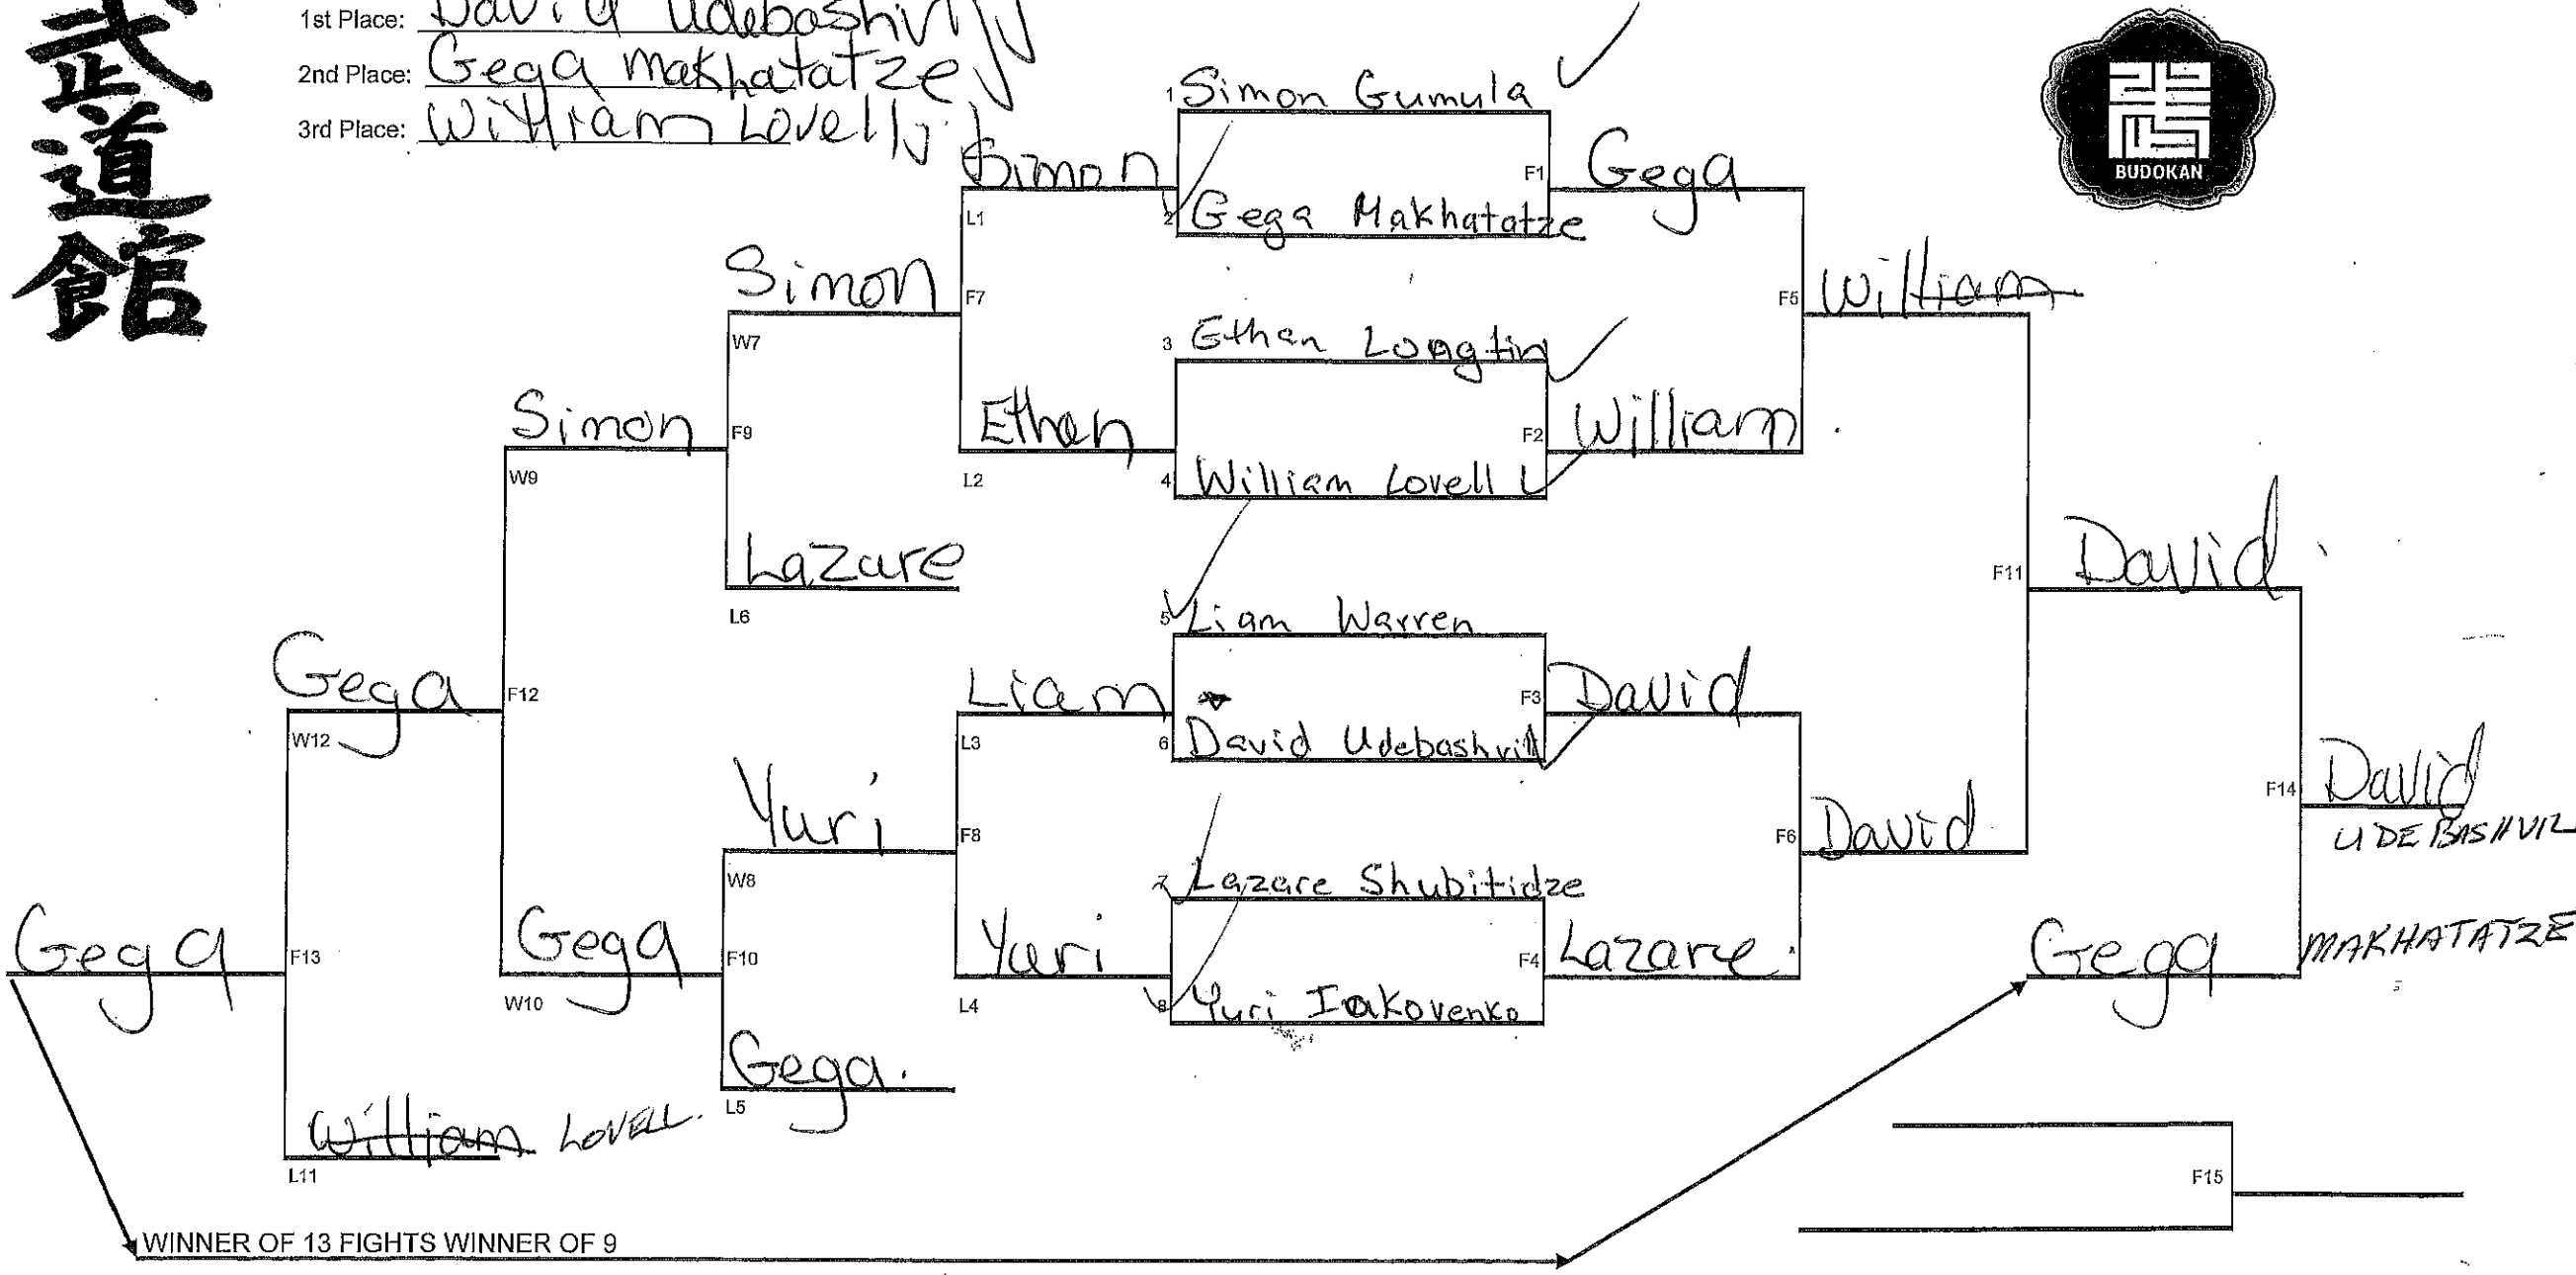 武道館
1st Place: David Udebashvili
2nd Place: Gega Makhatatze
3rd Place: William Lovell
BUDOKAN
1 Simon Gumula
Simon
F1 Gega
L1
2 Gega Makhatatze
Simon
F7
F5 William
W7
3 Ethan Longtin
Simon
F9
Ethan
F2 William
W9
L2
4 William Lovell
Lazare
F11 David
L6
5 Liam Warren
Gega
F12
Liam
F3 David
W12
L3
6 David Udebashvili
F14 David
UDEBASHVIL
Yuri
F8
F6 David
W8
7 Lazare Shubitidze
Gega
F13
Gega
F10
Yuri
F4 Lazare
Gega
MAKHATATZE
W10
L4
8 Yuri Iakovenko
Gega.
L5
William LOVELL.
L11
F15
WINNER OF 13 FIGHTS WINNER OF 9